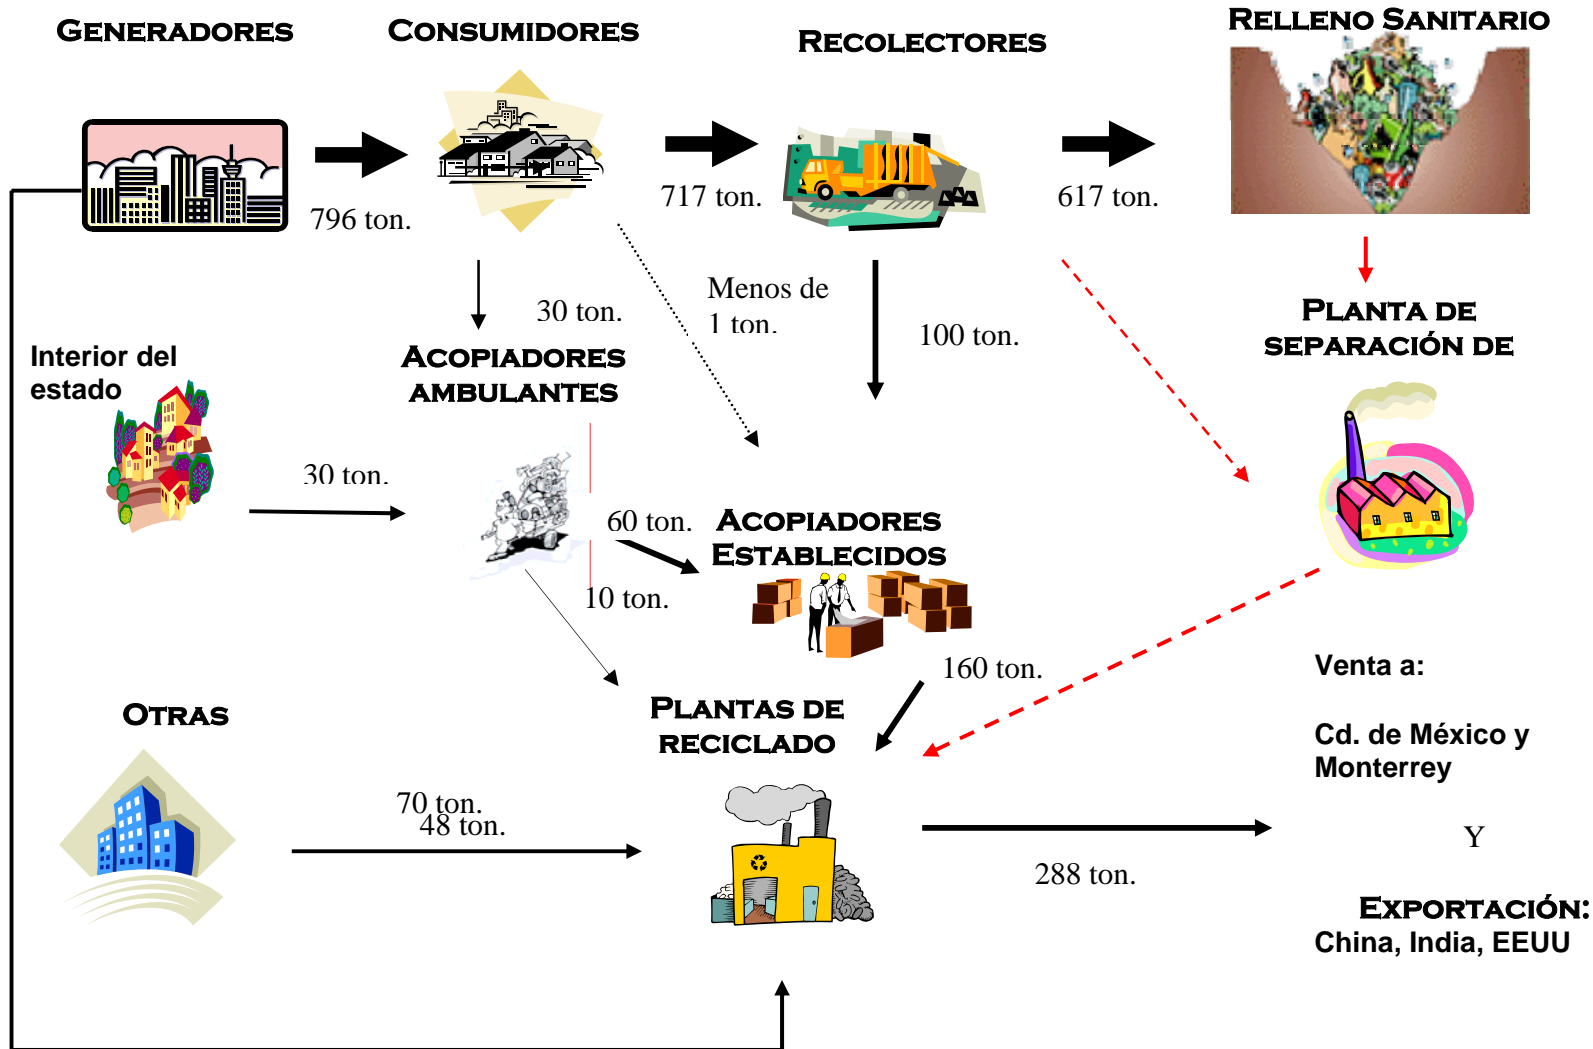 GENERADORES
CONSUMIDORES
RECOLECTORES
RELLENO SANITARIO
796 ton.
717 ton.
617 ton.
30 ton.
Menos de
1 ton.
100 ton.
PLANTA DE
SEPARACIÓN DE
Interior del
estado
ACOPIADORES
AMBULANTES
30 ton.
60 ton.
ACOPIADORES
ESTABLECIDOS
10 ton.
160 ton.
Venta a:
OTRAS
PLANTAS DE
RECICLADO
Cd. de México y
Monterrey
70 ton.
48 ton.
288 ton.
Y
EXPORTACIÓN:
China, India, EEUU